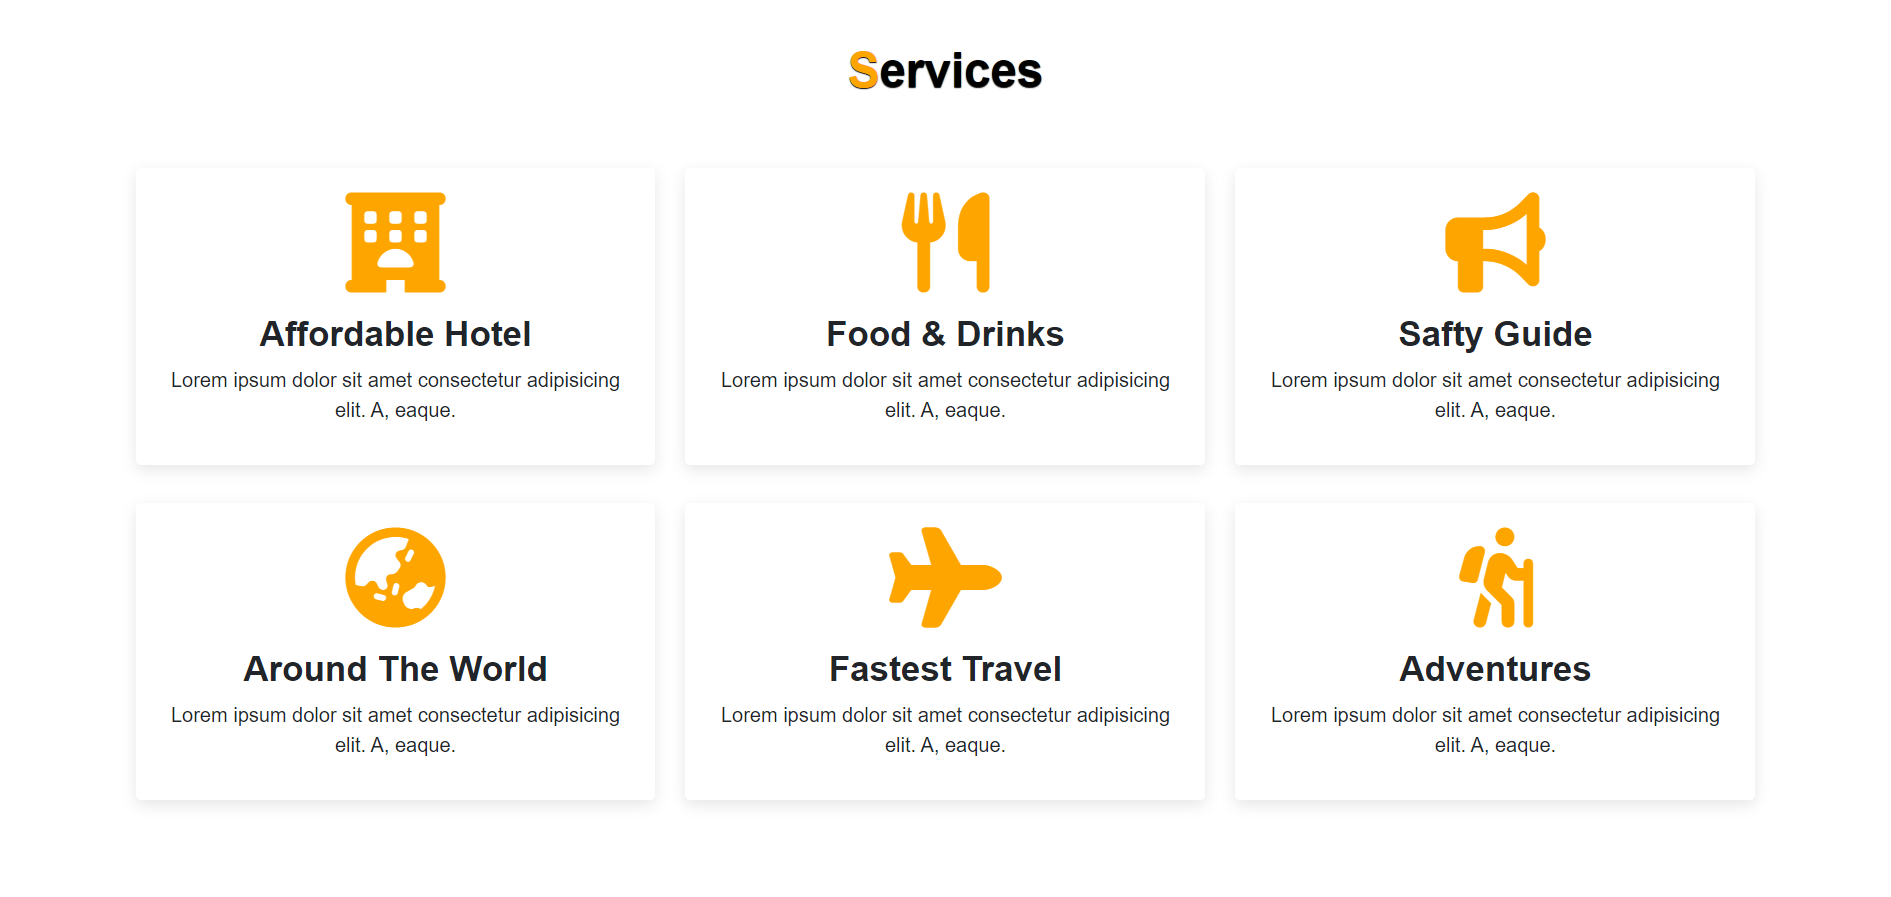 Services
Affordable Hotel
Lorem ipsum dolor sit amet consectetur adipisicing
elit. A, eaque.
Food & Drinks
Lorem ipsum dolor sit amet consectetur adipisicing
elit. A, eaque.
Safty Guide
Lorem ipsum dolor sit amet consectetur adipisicing
elit. A, eaque.
Around The World
Lorem ipsum dolor sit amet consectetur adipisicing
elit. A, eaque.
Fastest Travel
Lorem ipsum dolor sit amet consectetur adipisicing
elit. A, eaque.
Adventures
Lorem ipsum dolor sit amet consectetur adipisicing
elit. A, eaque.